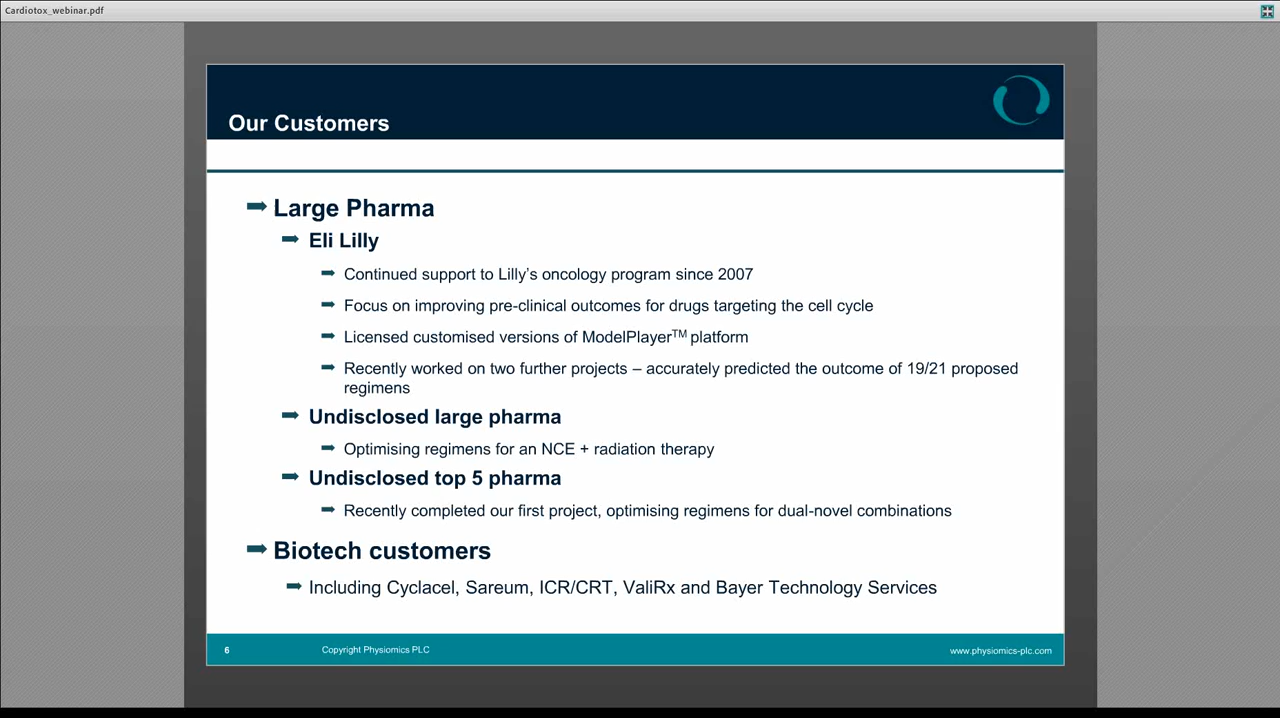 Cardiotox_webinar.pdf
Our Customers
Large Pharma
Eli Lilly
Continued support to Lilly's oncology program since 2007
Focus on improving pre-clinical outcomes for drugs targeting the cell cycle
Licensed customised versions of ModelPlayer™ platform
Recently worked on two further projects – accurately predicted the outcome of 19/21 proposed
regimens
Undisclosed large pharma
Optimising regimens for an NCE + radiation therapy
Undisclosed top 5 pharma
Recently completed our first project, optimising regimens for dual-novel combinations
Biotech customers
Including Cyclacel, Sareum, ICR/CRT, ValiRx and Bayer Technology Services
6 Copyright Physiomics PLC www.physiomics-plc.com